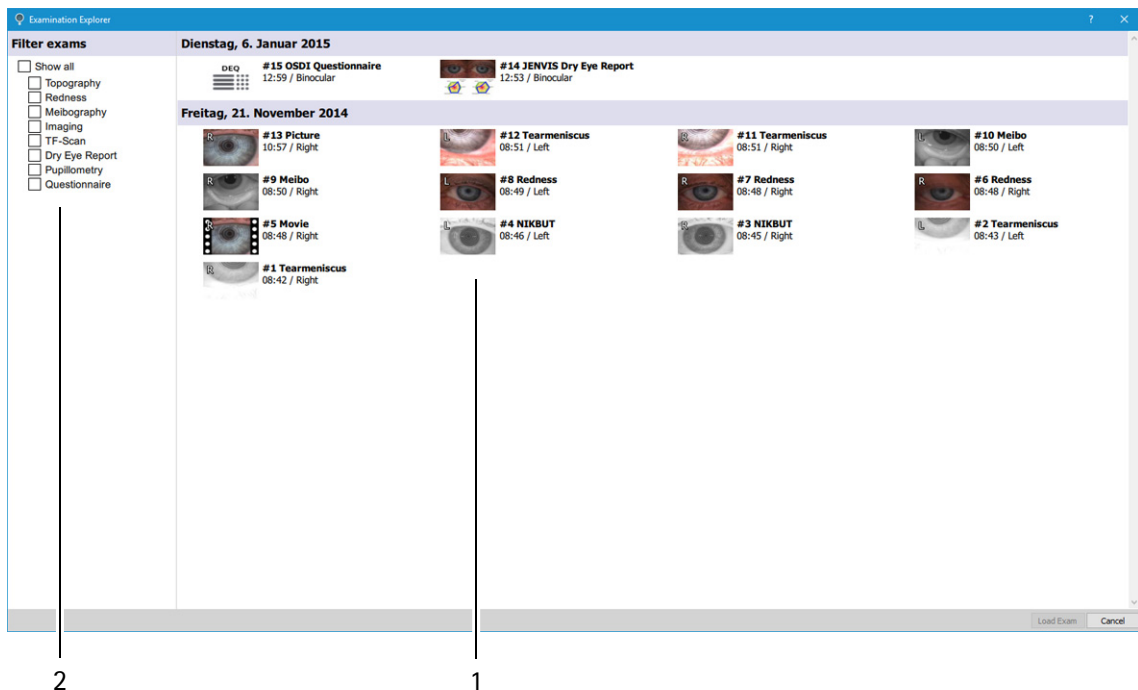 Examination Explorer
? ×
Filter exams
Show all
Topography
Redness
Meibography
Imaging
TF-Scan
Dry Eye Report
Pupillometry
Questionnaire
Dienstag, 6. Januar 2015
DEQ
#15 OSDI Questionnaire
12:59 / Binocular
#14 JENVIS Dry Eye Report
12:53 / Binocular
Freitag, 21. November 2014
R
#13 Picture
10:57 / Right
L
#12 Tearmeniscus
08:51 / Left
R
#11 Tearmeniscus
08:51 / Right
L
#10 Meibo
08:50 / Left
R
#9 Meibo
08:50 / Right
L
#8 Redness
08:49 / Left
R
#7 Redness
08:48 / Right
R
#6 Redness
08:48 / Right
R
#5 Movie
08:48 / Right
L
#4 NIKBUT
08:46 / Left
R
#3 NIKBUT
08:45 / Right
L
#2 Tearmeniscus
08:43 / Left
R
#1 Tearmeniscus
08:42 / Right
Load Exam
Cancel
2
1